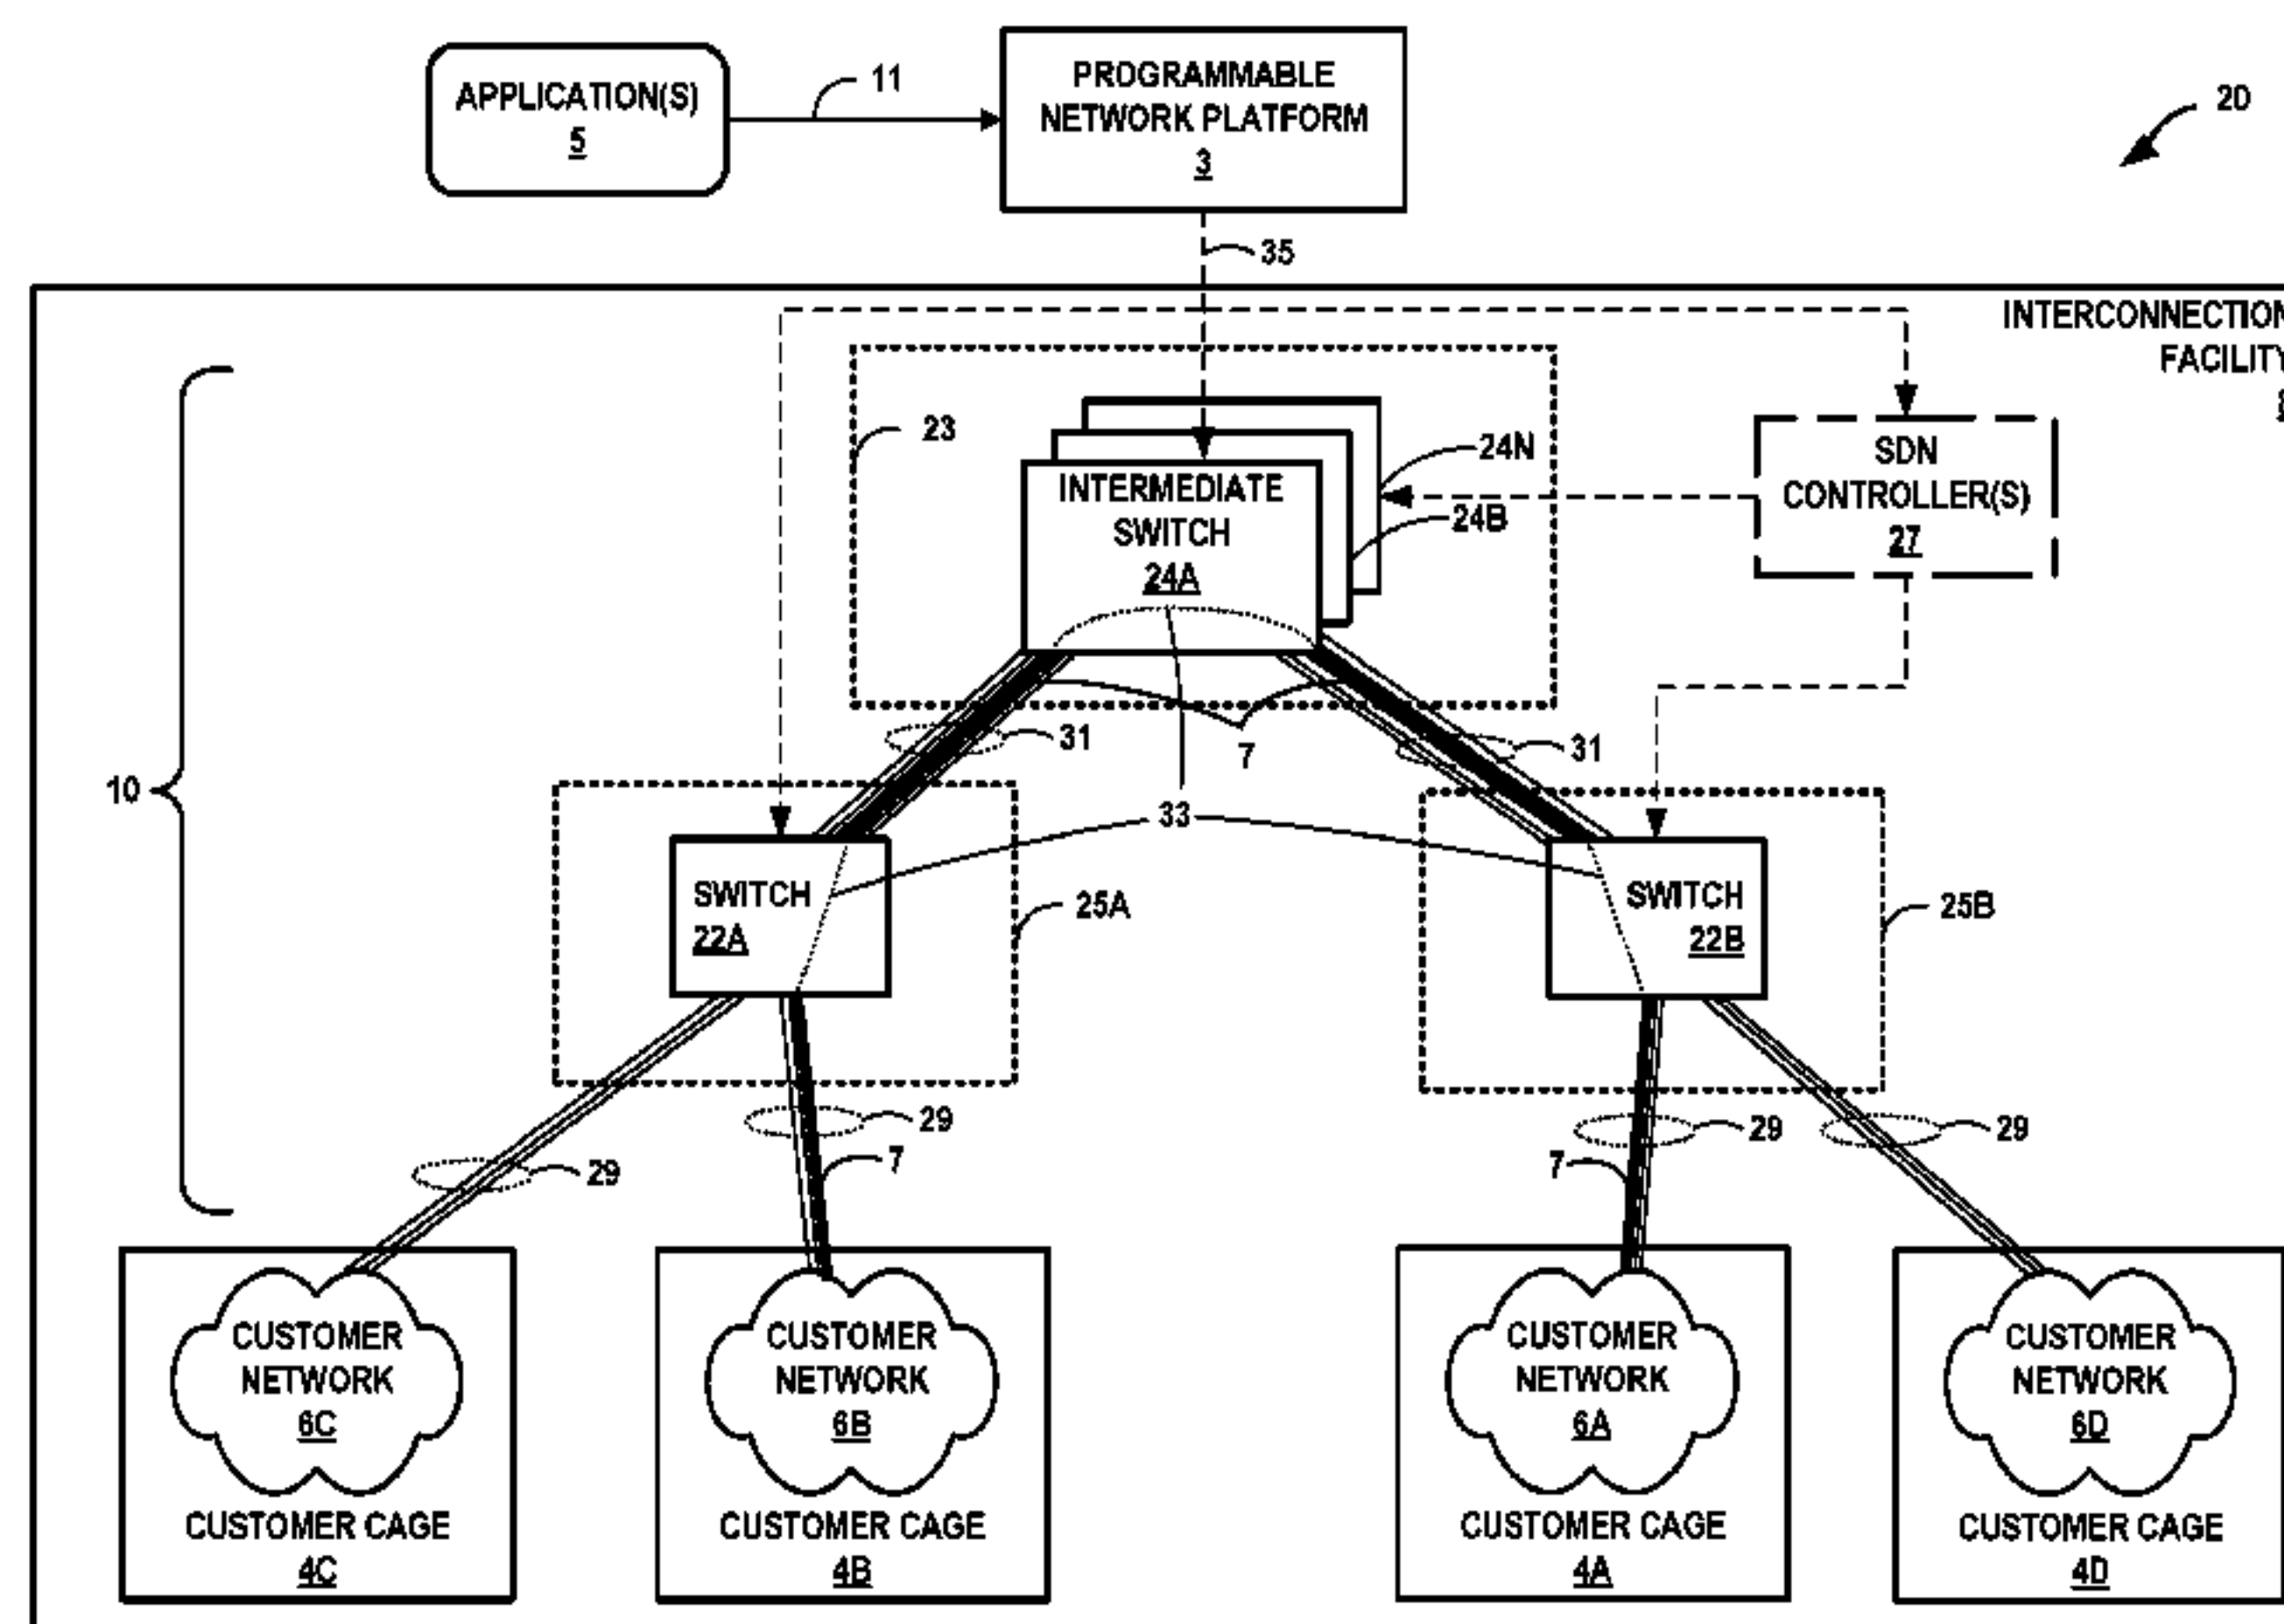 APPLICATION(S)
5
11
PROGRAMMABLE
NETWORK PLATFORM
3
20
35
INTERCONNECTION
FACILITY
23
24N
24B
INTERMEDIATE
SWITCH
24A
SDN
CONTROLLER(S)
27
10
31
7
31
33
SWITCH
22A
25A
SWITCH
22B
25B
29
29
7
29
7
29
CUSTOMER
NETWORK
6C
CUSTOMER CAGE
4C
CUSTOMER
NETWORK
6B
CUSTOMER CAGE
4B
CUSTOMER
NETWORK
6A
CUSTOMER CAGE
4A
CUSTOMER
NETWORK
6D
CUSTOMER CAGE
4D